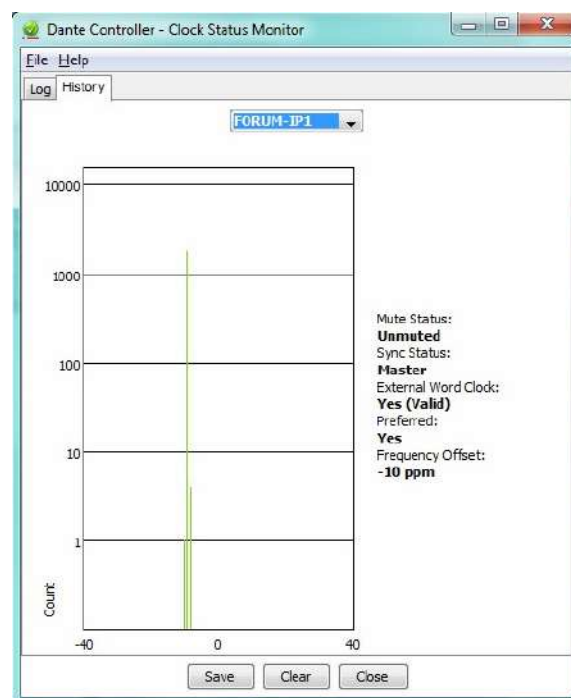 Dante Controller - Clock Status Monitor
File Help
Log History
FORUM-IP1
10000
1000
100
10
1
Count
-40 0 40
Mute Status:
Unmuted
Sync Status:
Master
External Word Clock:
Yes (Valid)
Preferred:
Yes
Frequency Offset:
-10 ppm
Save Clear Close